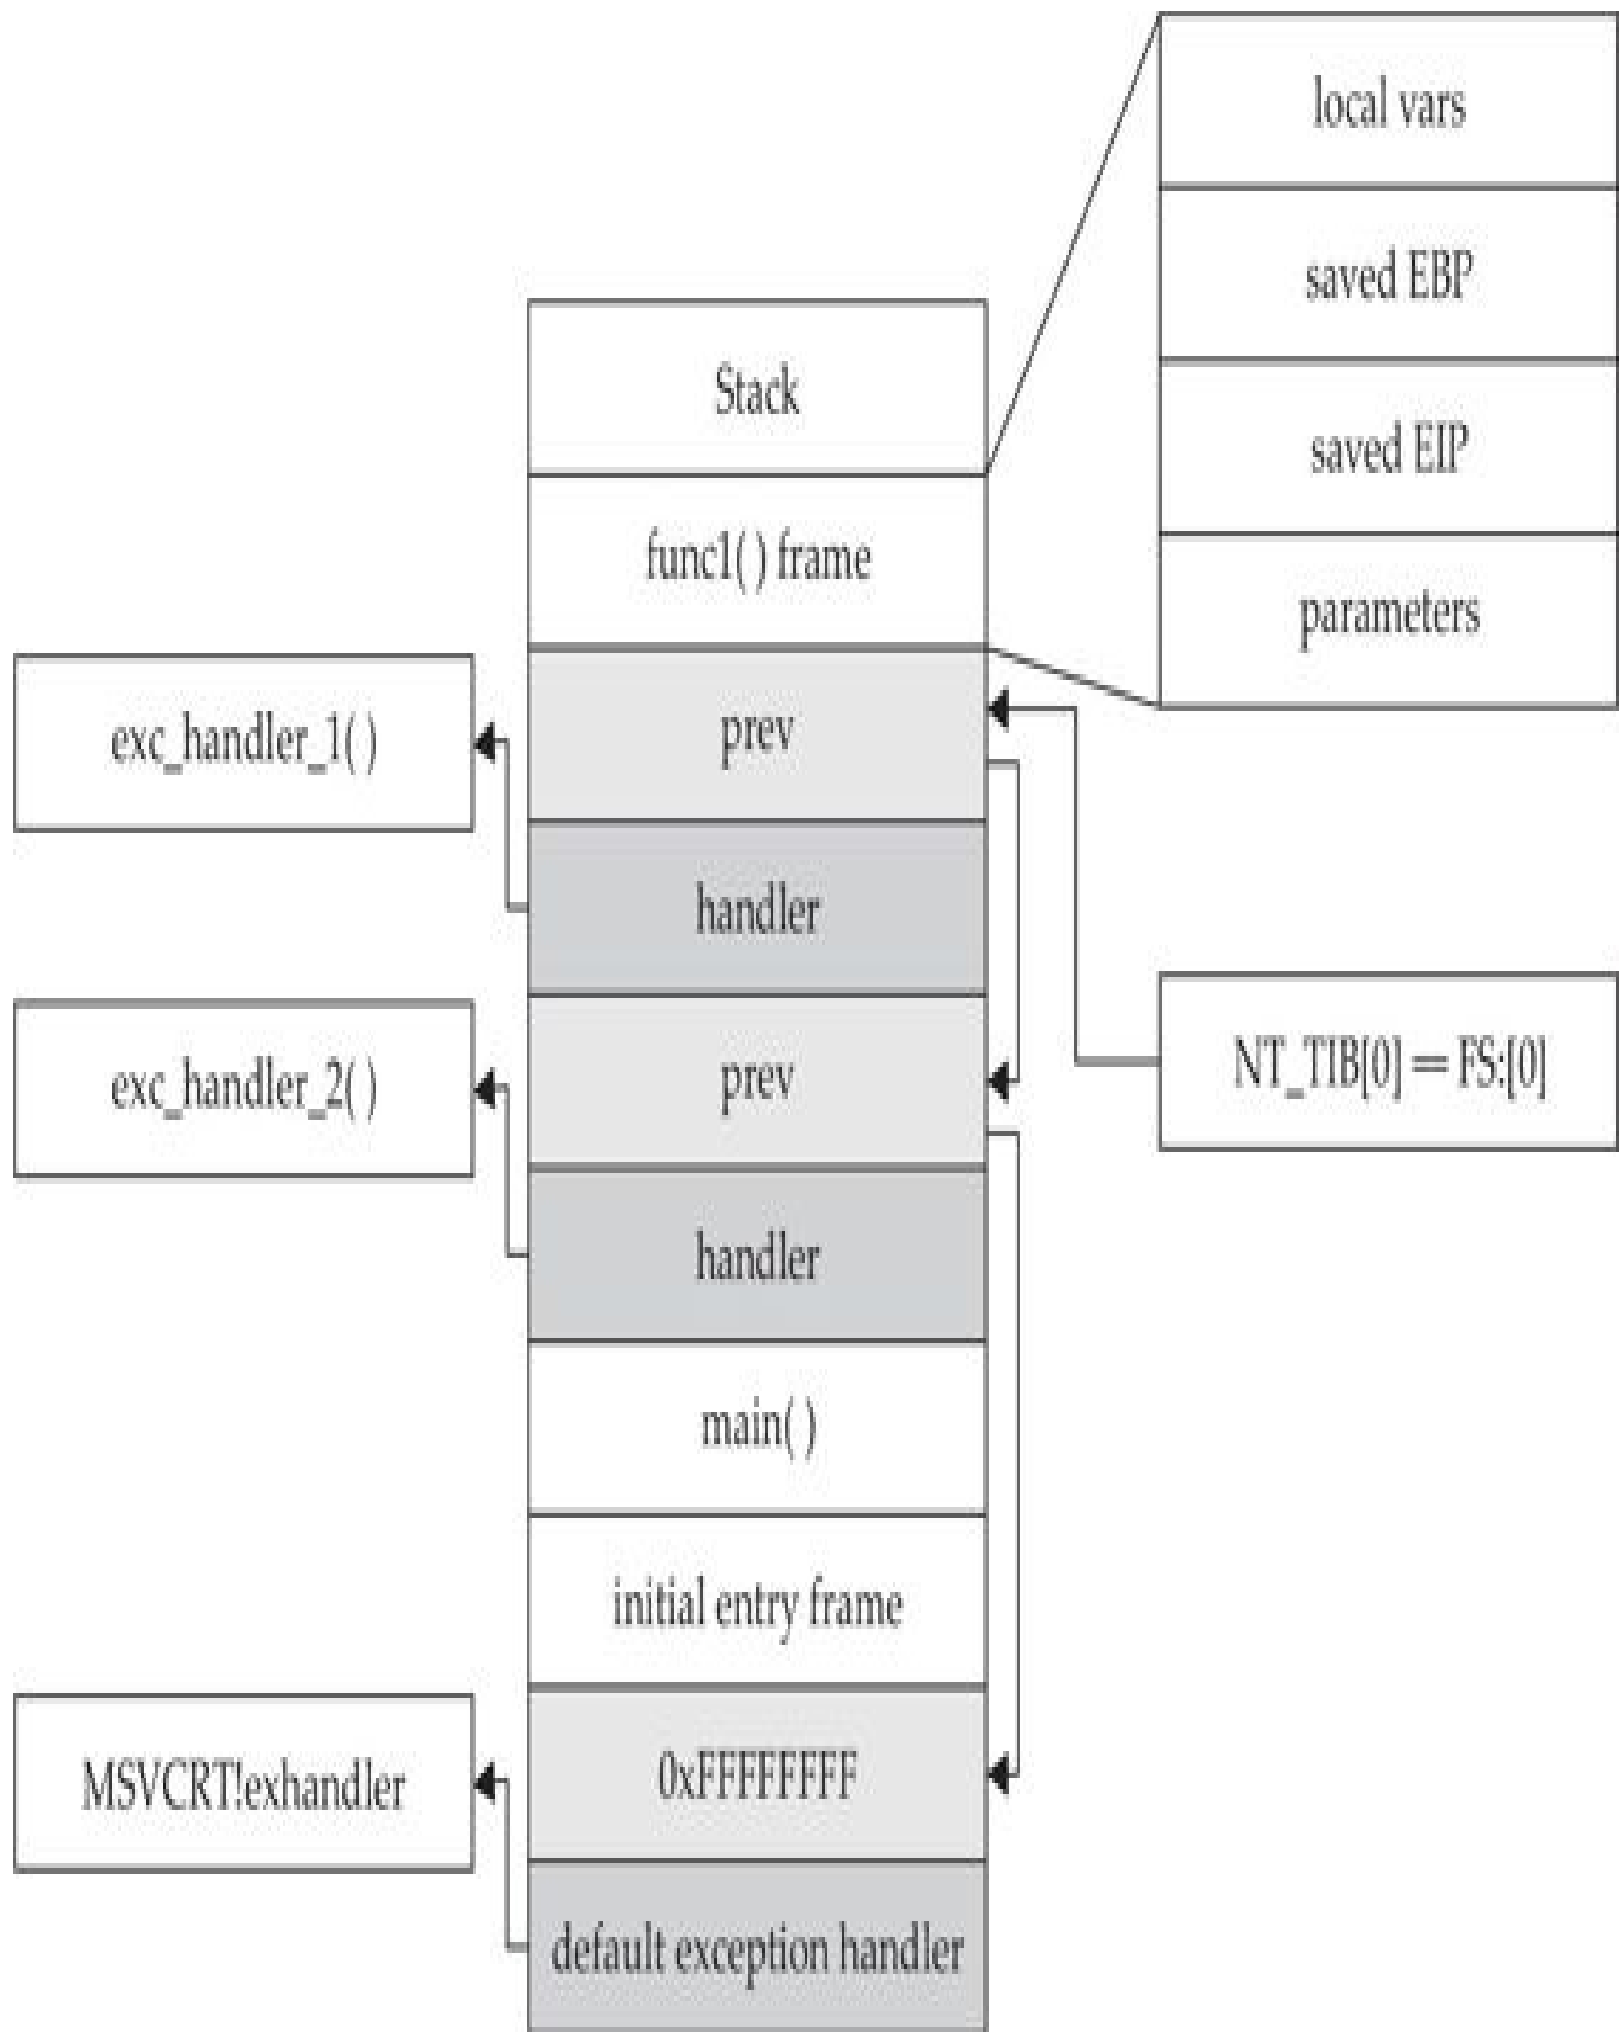 local vars
saved EBP
saved EIP
parameters
Stack
func1( ) frame
prev
handler
prev
handler
main( )
initial entry frame
0xFFFFFFFF
default exception handler
exc_handler_1( )
exc_handler_2( )
MSVCRT!exhandler
NT_TIB[0] = FS:[0]